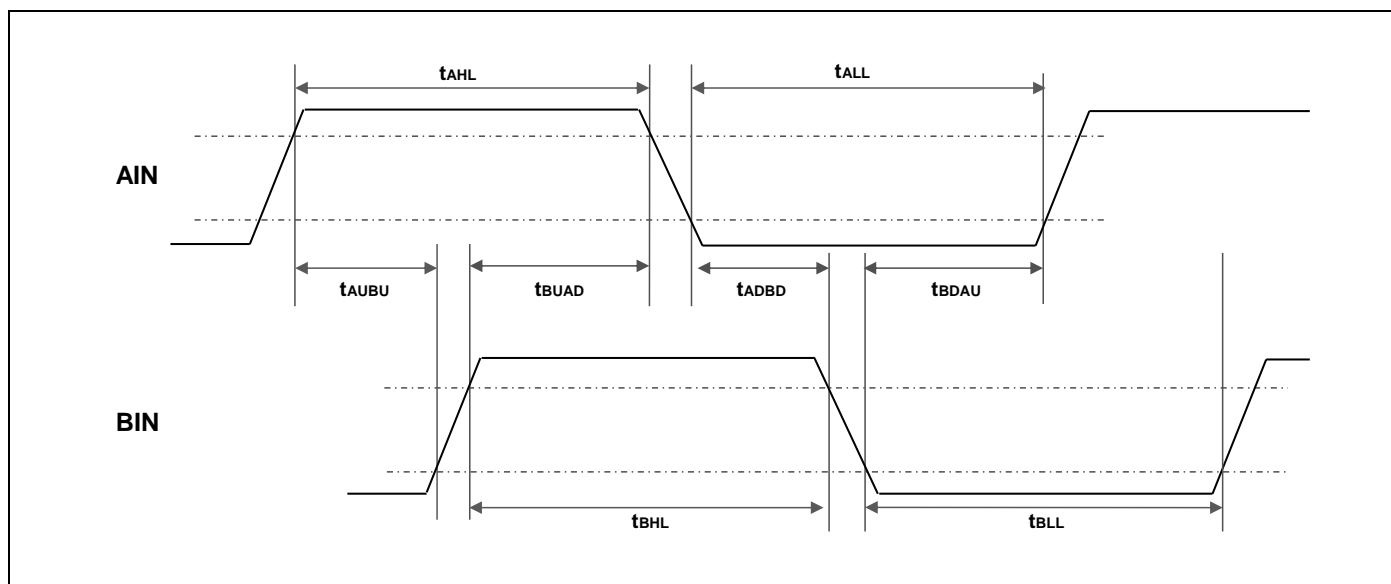 tAHL
tALL
AIN
tAUBU
tBUAD
tADBD
tBDAU
BIN
tBHL
tBLL